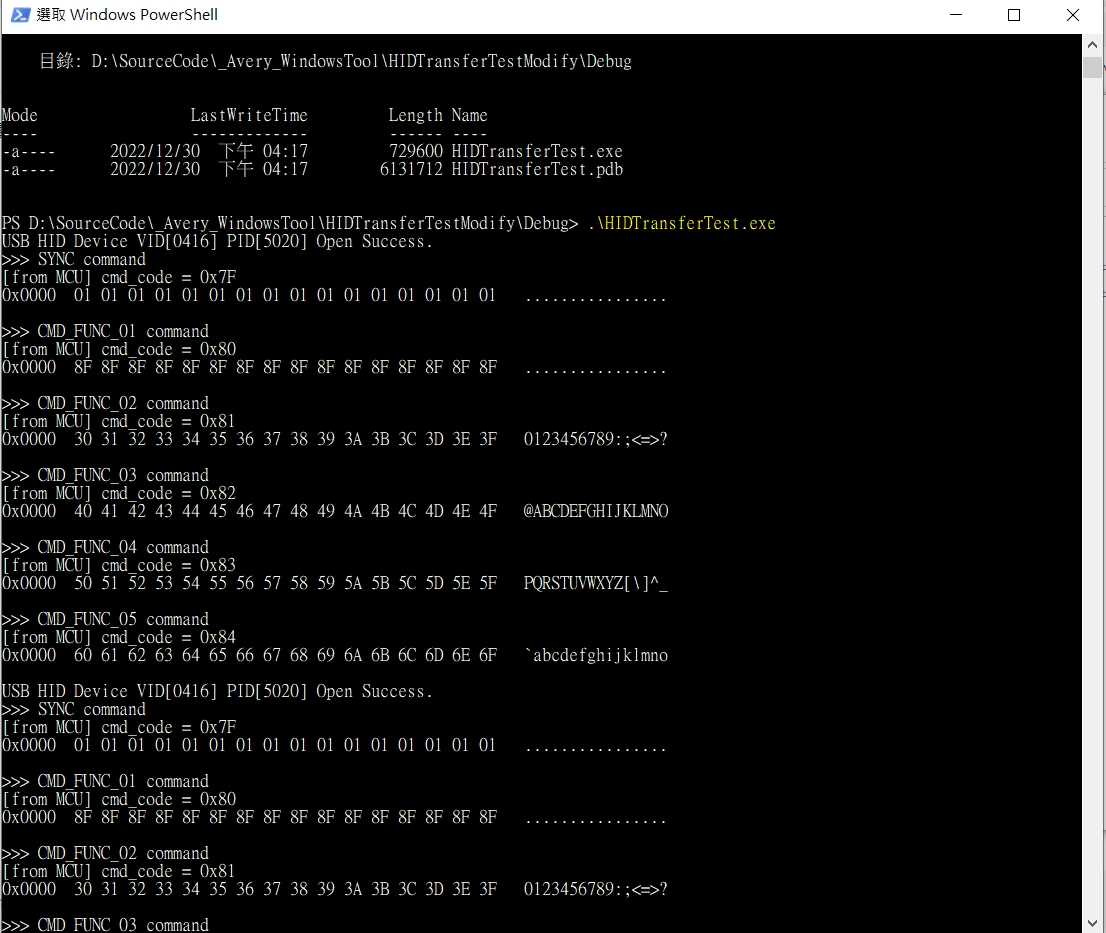 選取 Windows PowerShell
目錄: D:\SourceCode\_Avery_WindowsTool\HIDTransferTestModify\Debug
Mode LastWriteTime Length Name
---- ------------- ------ ----
-a---- 2022/12/30 下午 04:17 729600 HIDTransferTest.exe
-a---- 2022/12/30 下午 04:17 6131712 HIDTransferTest.pdb
PS D:\SourceCode\_Avery_WindowsTool\HIDTransferTestModify\Debug> .\HIDTransferTest.exe
USB HID Device VID[0416] PID[5020] Open Success.
>>> SYNC command
[from MCU] cmd_code = 0x7F
0x0000 01 01 01 01 01 01 01 01 01 01 01 01 01 01 01 01 ................
>>> CMD_FUNC_01 command
[from MCU] cmd_code = 0x80
0x0000 8F 8F 8F 8F 8F 8F 8F 8F 8F 8F 8F 8F 8F 8F 8F 8F ................
>>> CMD_FUNC_02 command
[from MCU] cmd_code = 0x81
0x0000 30 31 32 33 34 35 36 37 38 39 3A 3B 3C 3D 3E 3F 0123456789:;<=>?
>>> CMD_FUNC_03 command
[from MCU] cmd_code = 0x82
0x0000 40 41 42 43 44 45 46 47 48 49 4A 4B 4C 4D 4E 4F @ABCDEFGHIJKLMNO
>>> CMD_FUNC_04 command
[from MCU] cmd_code = 0x83
0x0000 50 51 52 53 54 55 56 57 58 59 5A 5B 5C 5D 5E 5F PQRSTUVWXYZ[\]^_
>>> CMD_FUNC_05 command
[from MCU] cmd_code = 0x84
0x0000 60 61 62 63 64 65 66 67 68 69 6A 6B 6C 6D 6E 6F `abcdefghijklmno
USB HID Device VID[0416] PID[5020] Open Success.
>>> SYNC command
[from MCU] cmd_code = 0x7F
0x0000 01 01 01 01 01 01 01 01 01 01 01 01 01 01 01 01 ................
>>> CMD_FUNC_01 command
[from MCU] cmd_code = 0x80
0x0000 8F 8F 8F 8F 8F 8F 8F 8F 8F 8F 8F 8F 8F 8F 8F 8F ................
>>> CMD_FUNC_02 command
[from MCU] cmd_code = 0x81
0x0000 30 31 32 33 34 35 36 37 38 39 3A 3B 3C 3D 3E 3F 0123456789:;<=>?
>>> CMD_FUNC_03 command